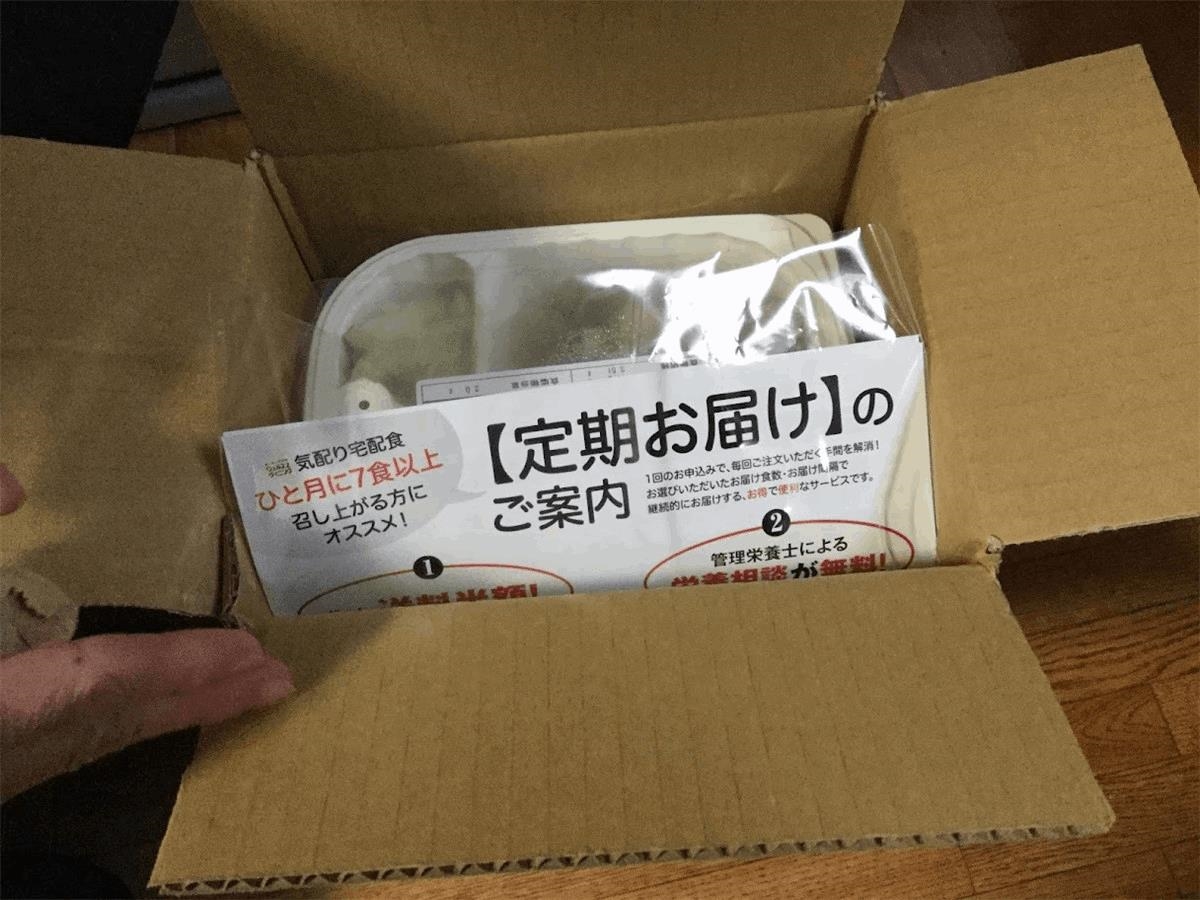 気配り宅配食
ひと月に7食以上
召し上がる方に
オススメ!
【定期お届け】の
ご案内
1回のお申込みで、毎回ご注文いただく手間を解消!
お選びいただいたお届け食数・お届け間隔で
継続的にお届けする、お得で便利なサービスです。
1
送料半額!
2
管理栄養士による
栄養相談が無料!